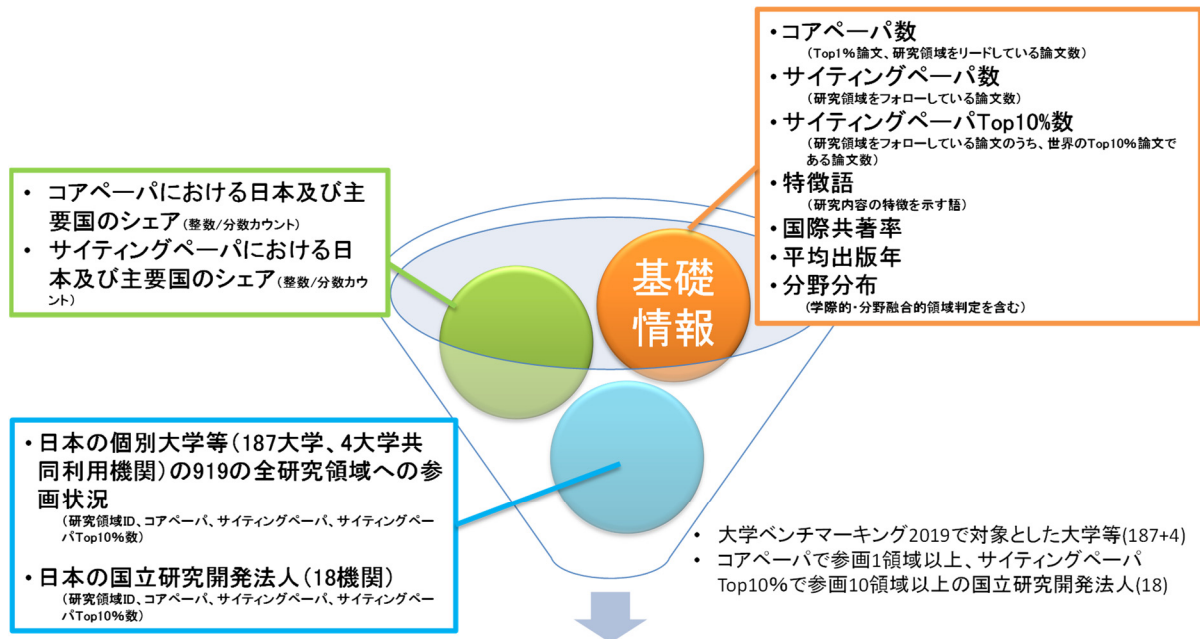 ・コアペーパ数
(Top1%論文、研究領域をリードしている論文数)
・サイティングペーパ数
(研究領域をフォローしている論文数)
・サイティングペーパTop10%数
(研究領域をフォローしている論文のうち、世界のTop10%論文で
ある論文数)
・特徴語
(研究内容の特徴を示す語)
・国際共著率
・平均出版年
・分野分布
(学際的・分野融合的領域判定を含む)
• コアペーパにおける日本及び主
要国のシェア(整数/分数カウント)
• サイティングペーパにおける日
本及び主要国のシェア(整数/分数カウ
ント)
基礎
情報
・日本の個別大学等(187大学、4大学共
同利用機関)の919の全研究領域への参
画状況
(研究領域ID、コアペーパ、サイティングペーパ、サイティングペー
パTop10%数)
・日本の国立研究開発法人(18機関)
(研究領域ID、コアペーパ、サイティングペーパ、サイティングペー
パTop10%数)
• 大学ベンチマーキング2019で対象とした大学等(187+4)
• コアペーパで参画1領域以上、サイティングペーパ
Top10%で参画10領域以上の国立研究開発法人(18)